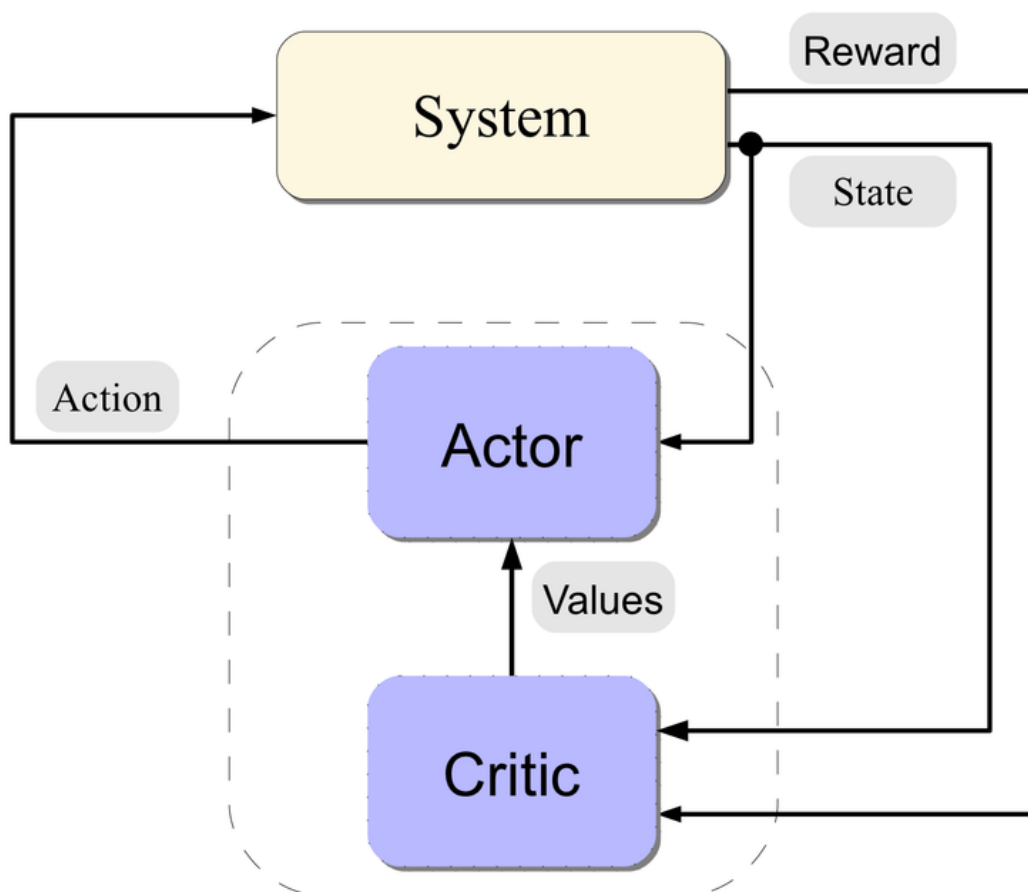 Reward
System
State
Action
Actor
Values
Critic